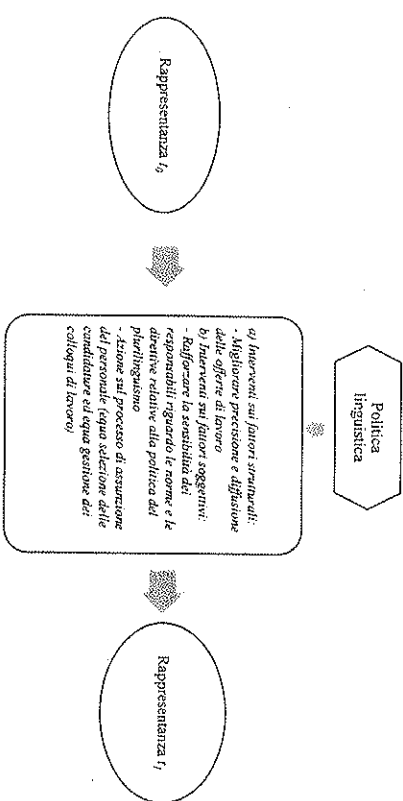 Politica
linguistica
Rappresentanza t0
a) Interventi sui fattori strutturali:
- Migliorare precisione e diffusione
delle offerte di lavoro
b) Interventi sui fattori soggettivi:
- Rafforzare la sensibilità dei
responsabili riguardo le norme e le
direttive relative alla politica del
plurilinguismo
- Azione sul processo di assunzione
del personale (equa selezione delle
candidature ed equa gestione dei
colloqui di lavoro)
Rappresentanza t1